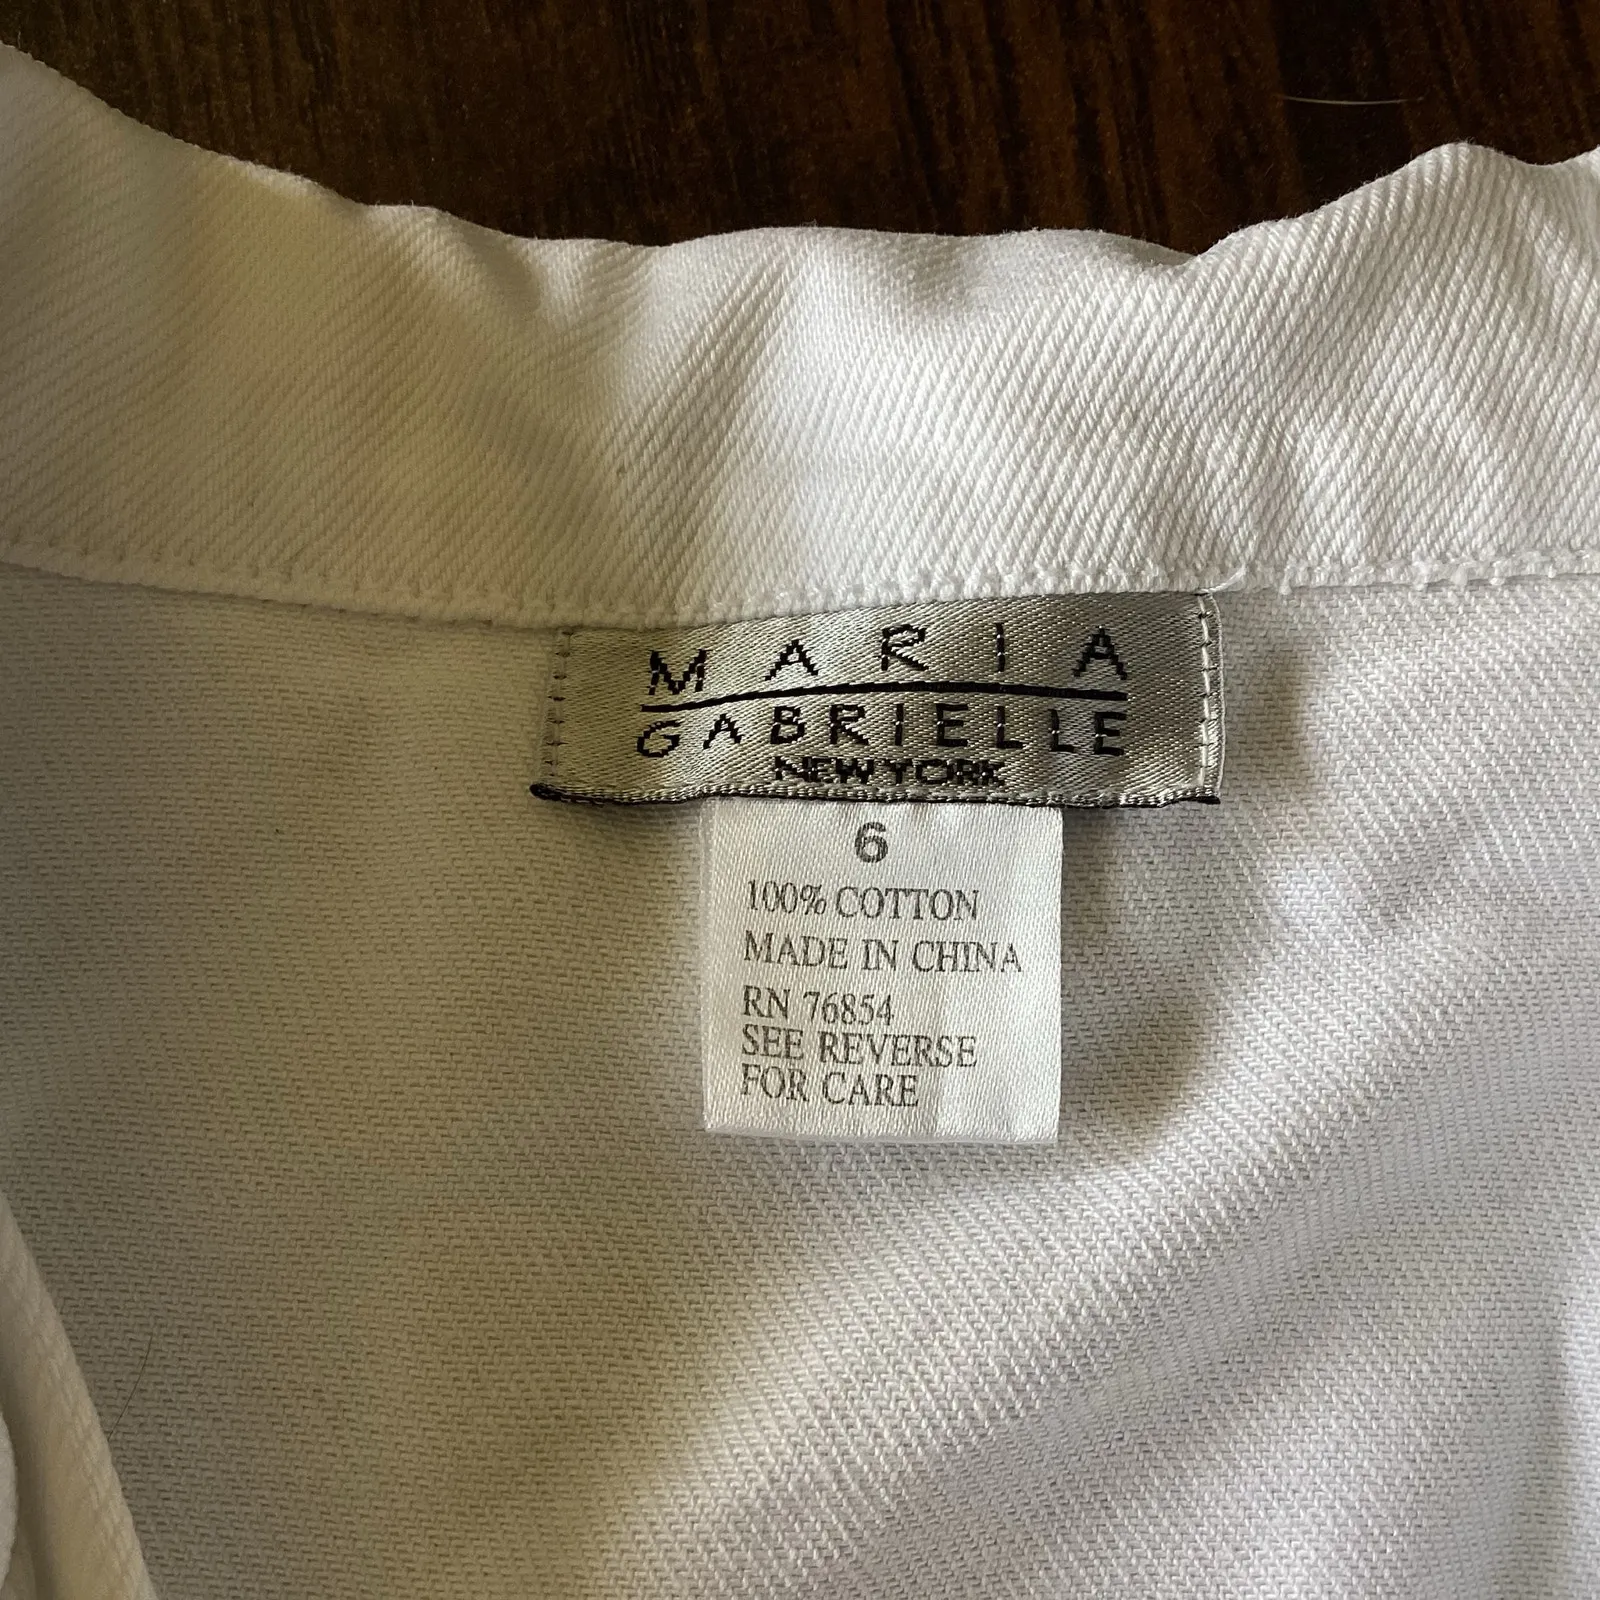 MARIA
GABRIELLE
NEW YORK
6
100% COTTON
MADE IN CHINA
RN 76854
SEE REVERSE
FOR CARE